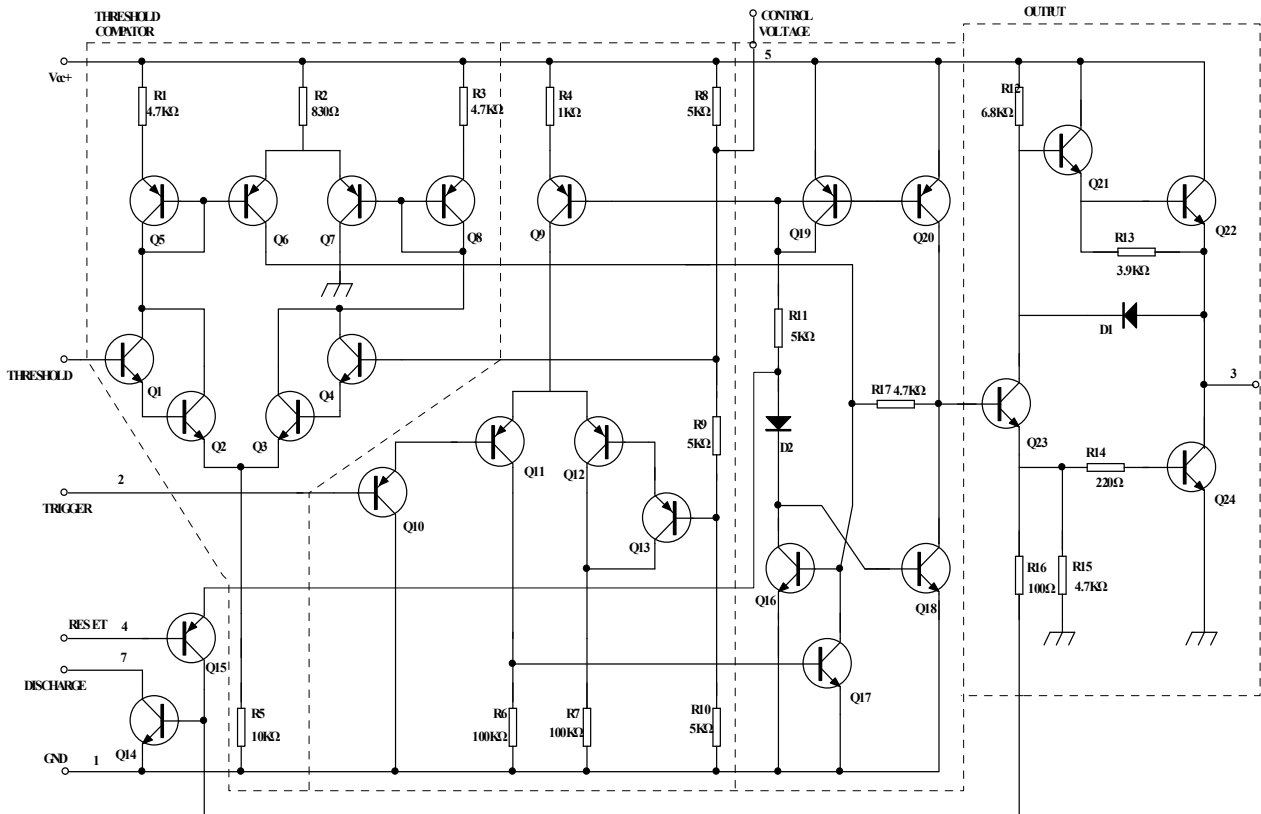 THRESHOLD
COMPATOR
CONTROL
VOLTAGE
5
OUTPUT
Vcc+
R1
4.7KΩ
R2
830Ω
R3
4.7KΩ
R4
1KΩ
R8
5KΩ
R12
6.8KΩ
Q21
Q5
Q6
Q7
Q8
Q9
Q19
Q20
Q22
R13
3.9KΩ
R11
5KΩ
D1
3
THRESHOLD
Q1
Q2
Q3
Q4
R17 4.7KΩ
Q23
R9
5KΩ
D2
Q11
Q12
R14
220Ω
Q24
2
TRIGGER
Q10
Q13
Q16
Q18
R16
100Ω
R15
4.7KΩ
RESET 4
Q15
7
DISCHARGE
Q17
Q14
R5
10KΩ
R6
100KΩ
R7
100KΩ
R10
5KΩ
GND 1